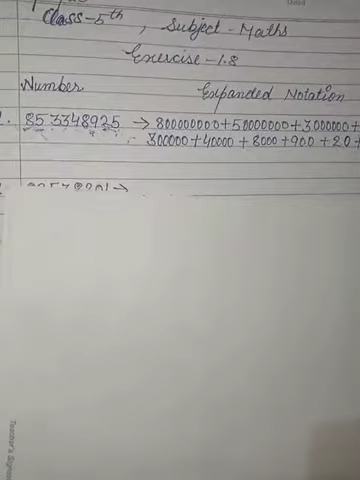 Class-5th, Subject-Maths
Exercise-1.8
Number Expanded Notation
853348925 → 800000000+50000000+3000000+
300000+40000+8000+900+20+
Teacher's